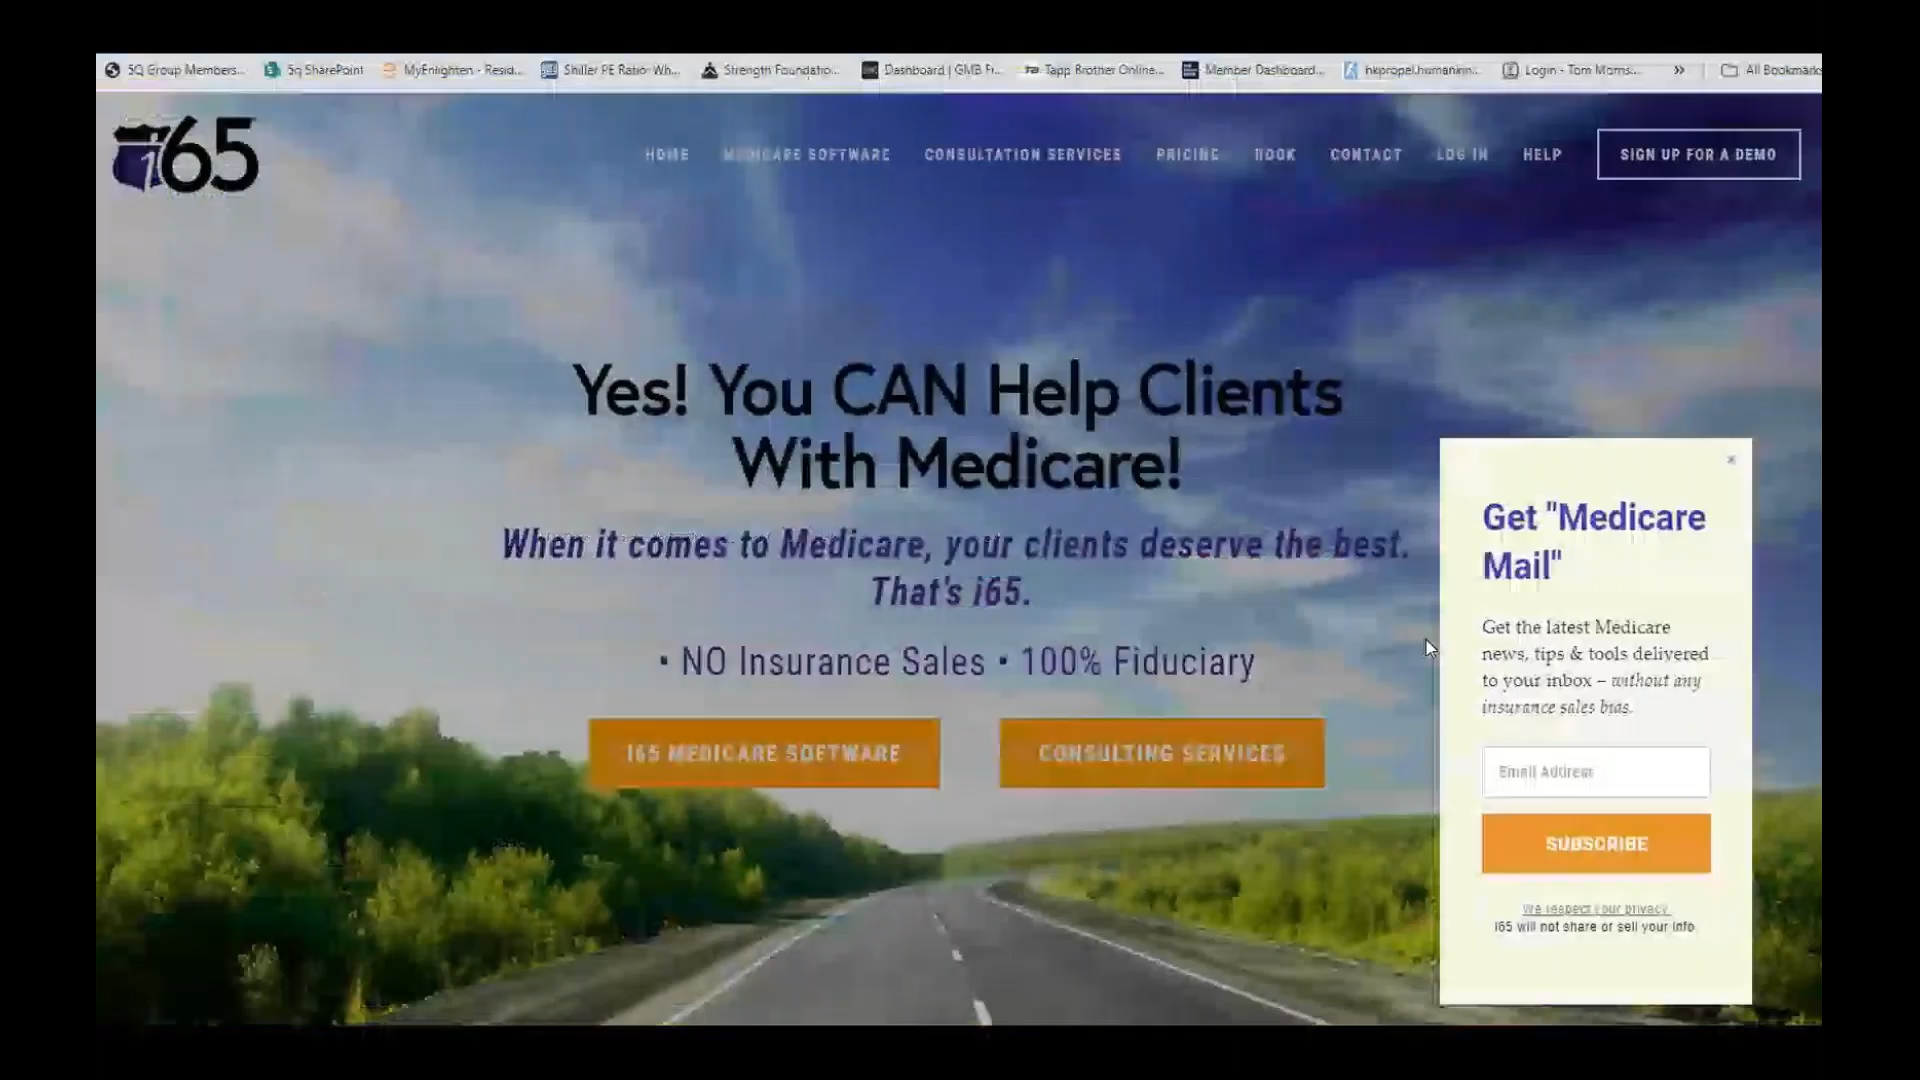 5Q Group Members... 5q SharePoint MyEnlighten - Resid... Shiller PE Ratio- Wh... Strength Foundatio... Dashboard | GMB Fi... Tapp Brother Online... Member Dashboard... Login - Tom Morris... » All Bookmarks
i65 HOME MEDICARE SOFTWARE CONSULTATION SERVICES PRICING BOOK CONTACT LOG IN HELP SIGN UP FOR A DEMO
Yes! You CAN Help Clients
With Medicare!
When it comes to Medicare, your clients deserve the best.
That's i65.
• NO Insurance Sales • 100% Fiduciary
I65 MEDICARE SOFTWARE CONSULTING SERVICES
×
Get "Medicare
Mail"
Get the latest Medicare
news, tips & tools delivered
to your inbox – without any
insurance sales bias.
Email Address
SUBSCRIBE
We respect your privacy.
i65 will not share or sell your info